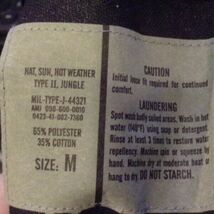 HAT, SUN, HOT WEATHER
TYPE II, JUNGLE
MIL-TYPE-J-44371
65% POLYESTER
35% COTTON
SIZE: M
CAUTION
Initial loose fit required for continued
comfort.
LAUNDERING
Spot wash badly soiled areas. Wash in hot
water (140°F) using soap or detergent.
Rinse at least 3 times to restore water
repellency. Machine spin or squeeze by
hand. Machine dry at moderate heat or
hang to dry. DO NOT STARCH.